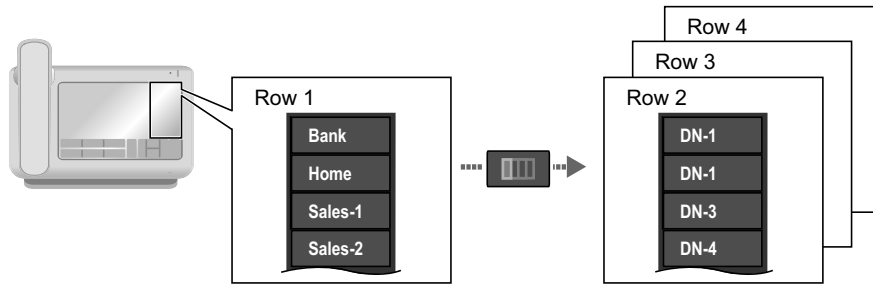 Row 4
Row 3
Row 1
Row 2
Bank
DN-1
Home
DN-1
Sales-1
DN-3
Sales-2
DN-4